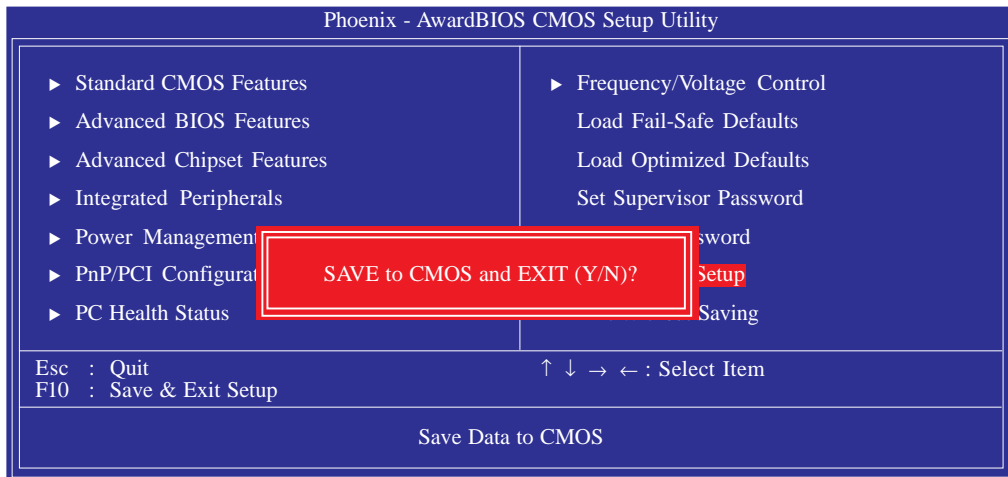 Phoenix - AwardBIOS CMOS Setup Utility
► Standard CMOS Features
► Advanced BIOS Features
► Advanced Chipset Features
► Integrated Peripherals
► Power Management
► PnP/PCI
► PC Health Status
► Frequency/Voltage Control
Load Fail-Safe Defaults
Load Optimized Defaults
Set Supervisor Password
Setup
Saving
SAVE to CMOS and EXIT (Y/N)?
Esc : Quit
F10 : Save & Exit Setup
↑ ↓ → ← : Select Item
Save Data to CMOS